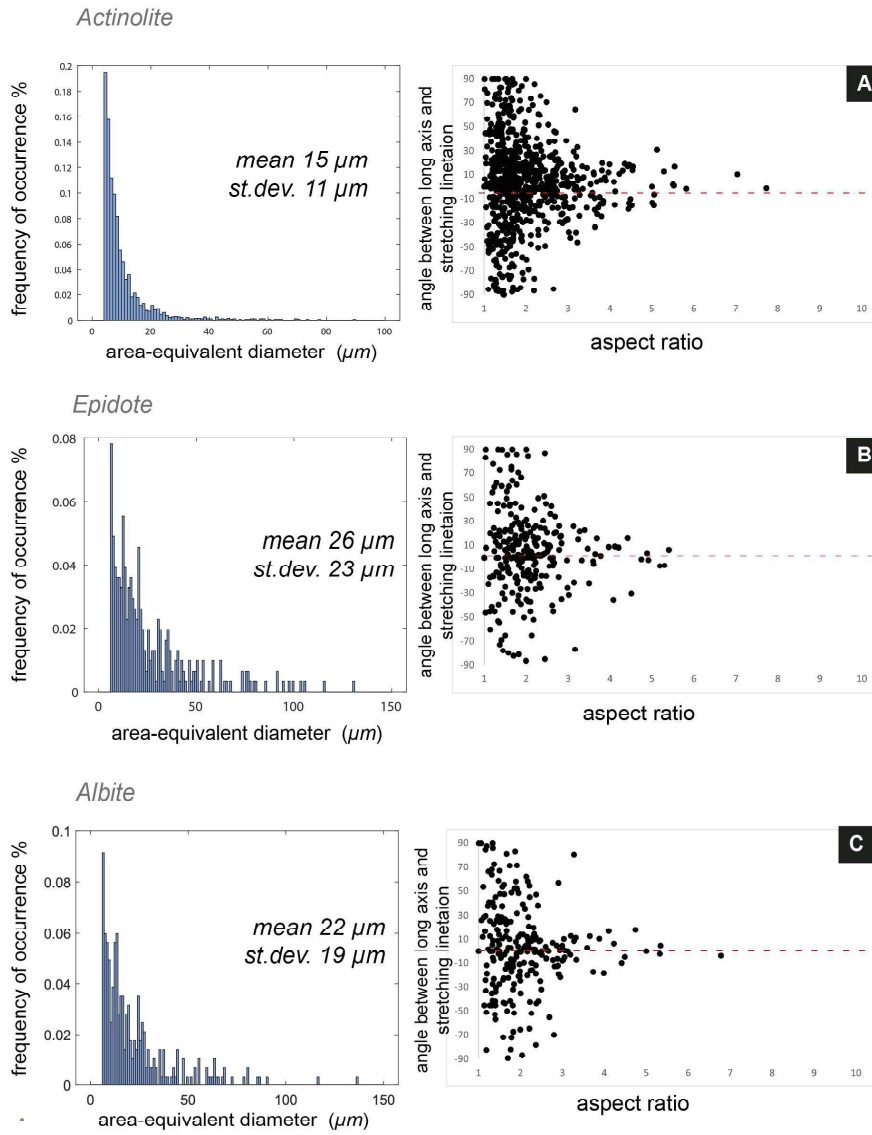 Actinolite
frequency of occurrence %
0.2
0.18
0.16
0.14
0.12
0.1
0.08
0.06
0.04
0.02
0
0 20 40 60 80 100
area-equivalent diameter (µm)
mean 15 µm
st.dev. 11 µm
A
angle between long axis and
stretching linetaion
90
70
50
30
10
-10
-30
-50
-70
-90
1 2 3 4 5 6 7 8 9 10
aspect ratio
Epidote
frequency of occurrence %
0.08
0.06
0.04
0.02
0
0 50 100 150
area-equivalent diameter (µm)
mean 26 µm
st.dev. 23 µm
B
angle between long axis and
stretching linetaion
90
70
50
30
10
-10
-30
-50
-70
-90
1 2 3 4 5 6 7 8 9 10
aspect ratio
Albite
frequency of occurrence %
0.1
0.08
0.06
0.04
0.02
0
0 50 100 150
area-equivalent diameter (µm)
mean 22 µm
st.dev. 19 µm
C
angle between long axis and
stretching linetaion
90
70
50
30
10
-10
-30
-50
-70
-90
1 2 3 4 5 6 7 8 9 10
aspect ratio